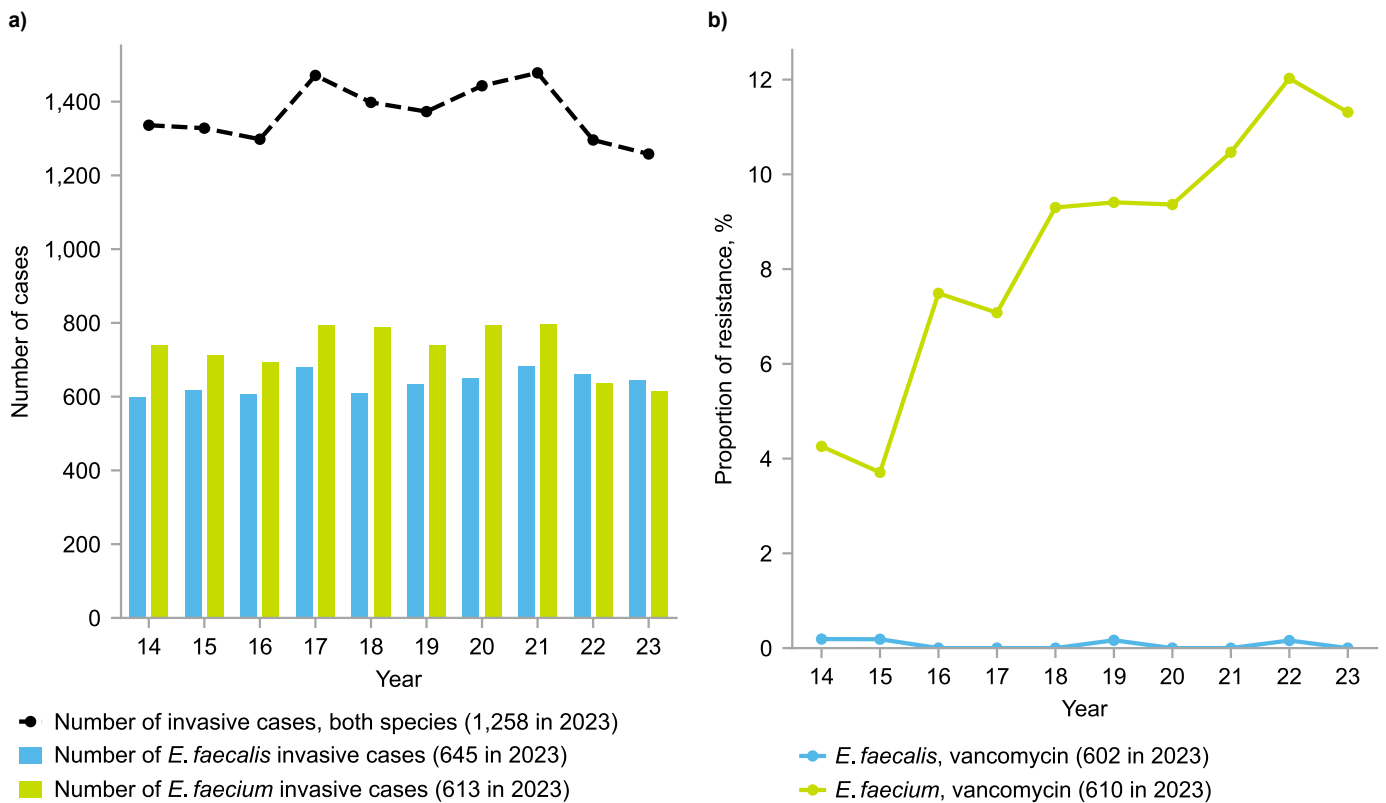 a)
Number of cases
1,400
1,200
1,000
800
600
400
200
0
14 15 16 17 18 19 20 21 22 23
Year
Number of invasive cases, both species (1,258 in 2023)
Number of E. faecalis invasive cases (645 in 2023)
Number of E. faecium invasive cases (613 in 2023)
b)
Proportion of resistance, %
12
10
8
6
4
2
0
14 15 16 17 18 19 20 21 22 23
Year
E. faecalis, vancomycin (602 in 2023)
E. faecium, vancomycin (610 in 2023)